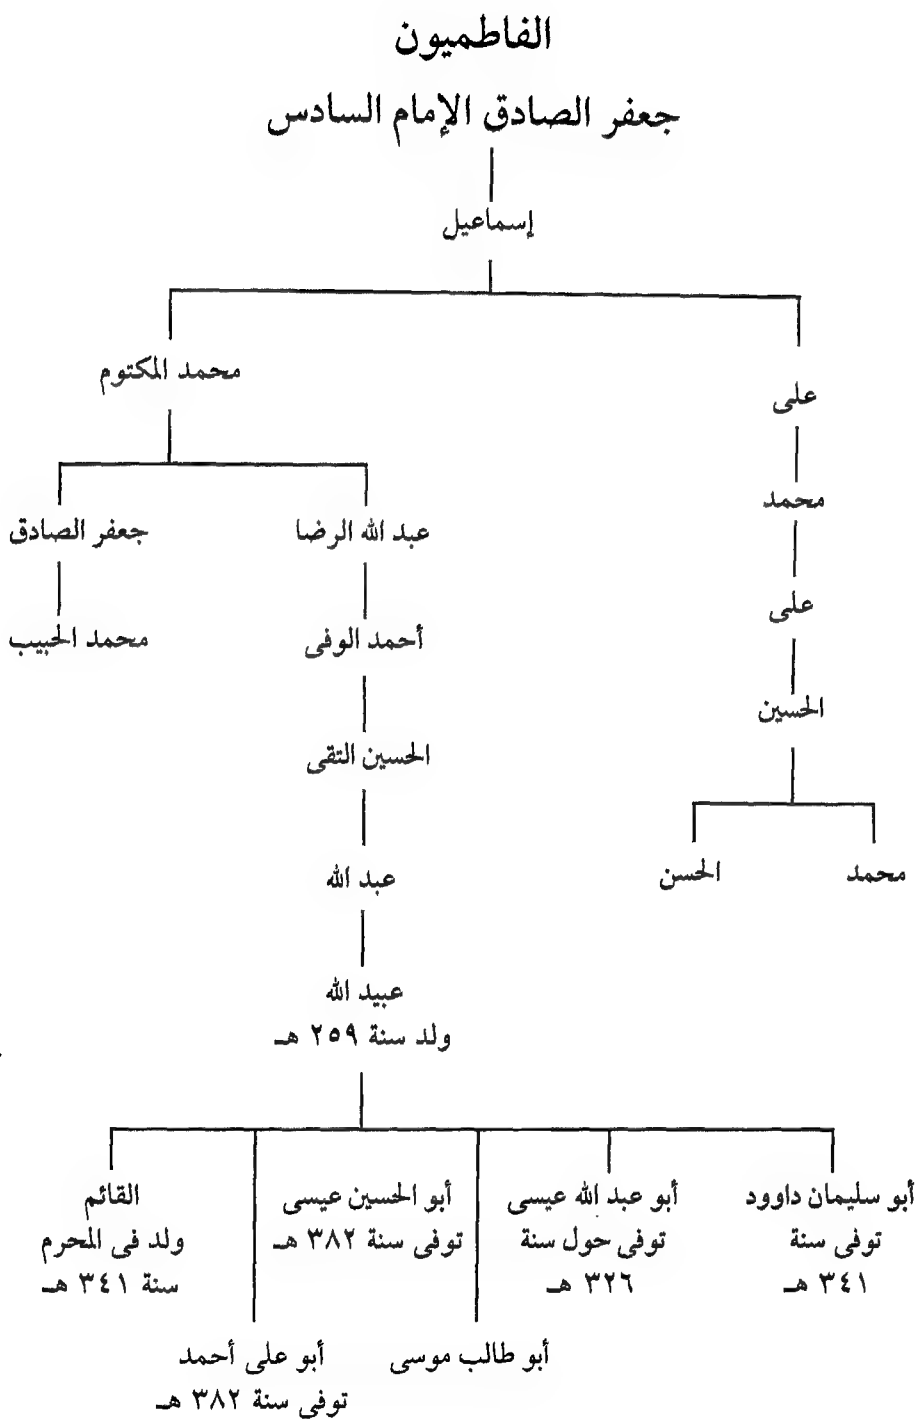 الفاطميون
جعفر الصادق الإمام السادس
إسماعيل
محمد المكتوم
على
محمد
عبد الله الرضا
جعفر الصادق
على
أحمد الوفى
محمد الحبيب
الحسين
الحسين التقى
محمد
الحسن
عبد الله
عبيد الله
ولد سنة ٢٥٩ هـ
أبو سليمان داوود
توفى سنة
٣٤١ هـ
أبو عبد الله عيسى
توفى حول سنة
٣٢٦ هـ
أبو الحسين عيسى
توفى سنة ٣٨٢ هـ
القائم
ولد فى المحرم
سنة ٣٤١ هـ
أبو طالب موسى
أبو على أحمد
توفى سنة ٣٨٢ هـ